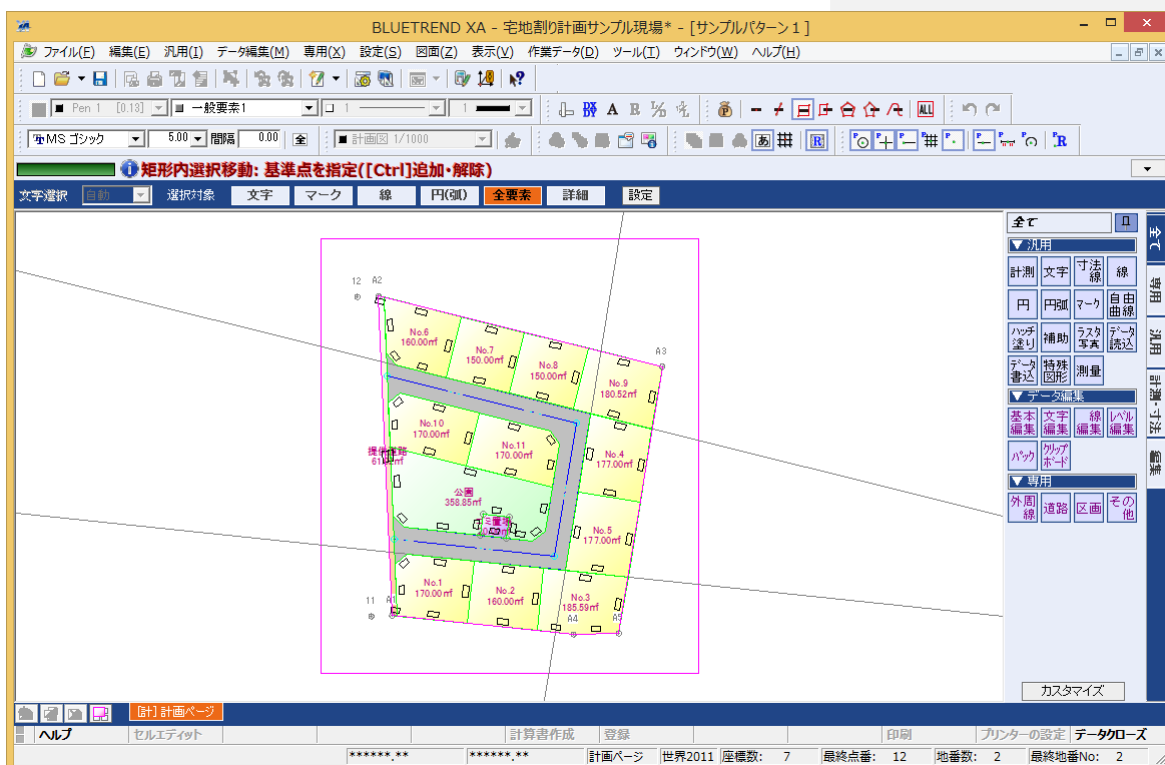 BLUETREND XA - 宅地割り計画サンプル現場* - [サンプルパターン１]
ファイル(F) 編集(E) 汎用(I) データ編集(M) 専用(X) 設定(S) 図面(Z) 表示(V) 作業データ(D) ツール(T) ウィンドウ(W) ヘルプ(H)
Pen 1 [0.13] 一般要素1 1 1 A R ALL
MS ゴシック 5.00 間隔 0.00 全 計画図 1/1000 あ R R
矩形内選択移動: 基準点を指定([Ctrl]追加・解除)
文字選択 自動 選択対象 文字 マーク 線 円(弧) 全要素 詳細 設定
12 A2
A3
No.6
160.00㎡
No.7
150.00㎡
No.8
150.00㎡
No.9
180.52㎡
No.10
170.00㎡
No.11
170.00㎡
No.4
177.00㎡
公園
358.85㎡
No.5
177.00㎡
No.1
170.00㎡
No.2
160.00㎡
No.3
185.59㎡
11 A1
A4
A5
全て
▼ 汎用
計測 文字 寸法線 線
円 円弧 マーク 自由曲線
ハッチ塗り 補助 ラスタ写真 データ読込
データ書込 特殊図形 測量
▼ データ編集
基本編集 文字編集 線編集 レベル編集
パック クリップボード
▼ 専用
外周線 道路 区画 その他
カスタマイズ
全て
専用
汎用
計測・寸法
編集
[計]計画ページ
ヘルプ セルエディット 計算書作成 登録 印刷 プリンターの設定 データクローズ
******.** ******.** 計画ページ 世界2011 座標数: 7 最終点番: 12 地番数: 2 最終地番No: 2